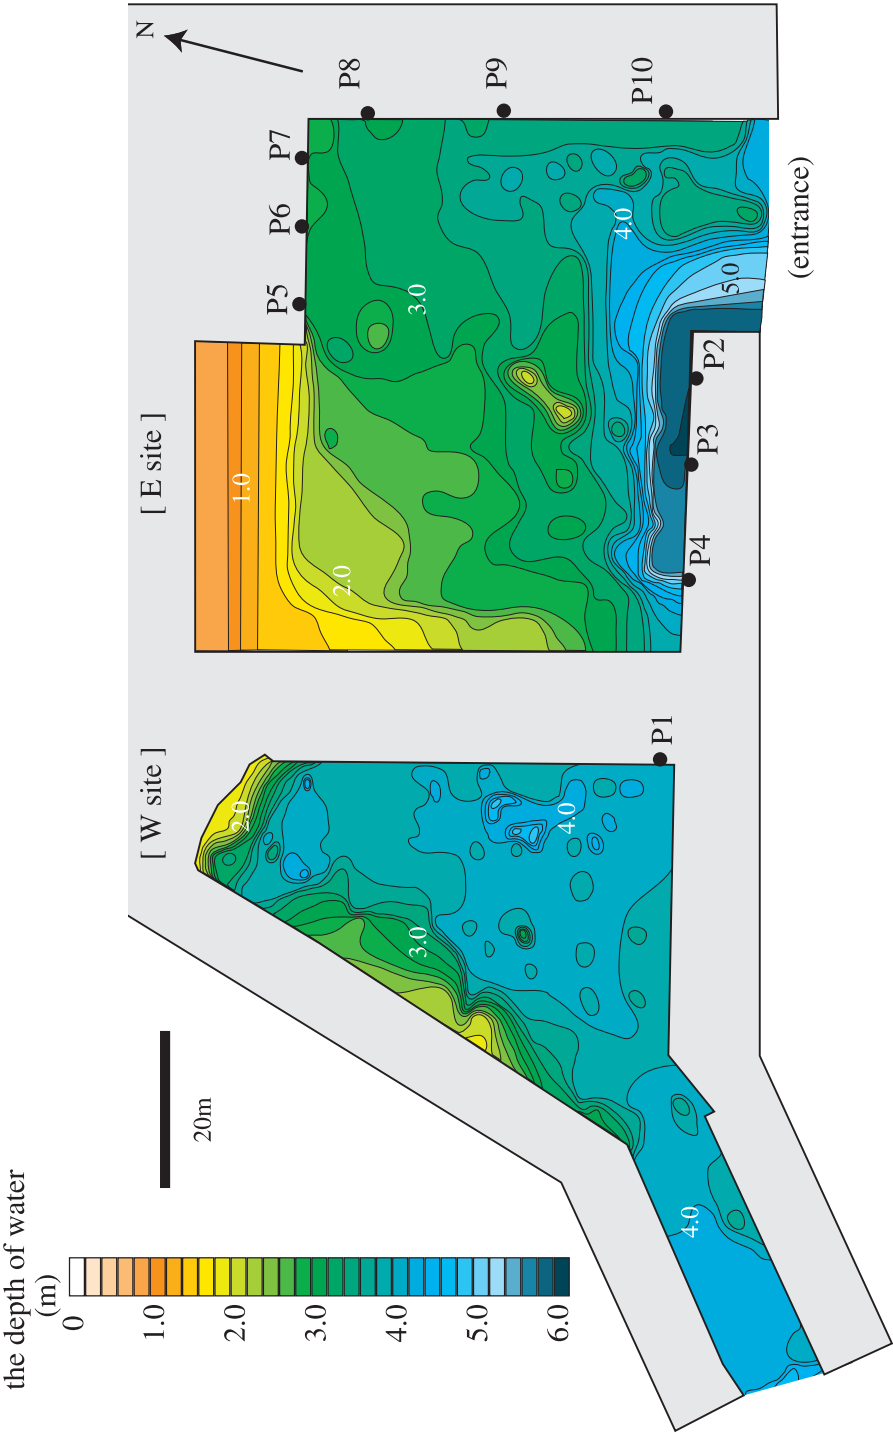 N
P8
P9
P10
P7
P6
P5
(entrance)
4.0
3.0
5.0
P2
P3
P4
[ E site ]
1.0
2.0
P1
[ W site ]
2.0
4.0
3.0
20m
4.0
the depth of water
(m)
0
1.0
2.0
3.0
4.0
5.0
6.0